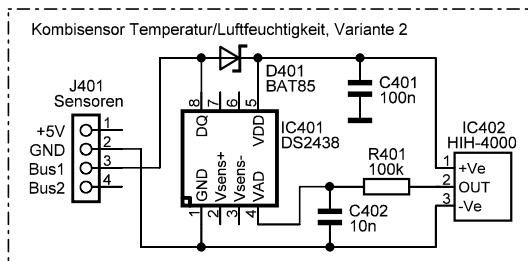 Kombisensor Temperatur/Luftfeuchtigkeit, Variante 2
J401
Sensoren
+5V 1
GND 2
Bus1 3
Bus2 4
D401
BAT85
8 7 6 5
DQ
VDD
Vsens+
Vsens-
GND
VAD
1 2 3 4
IC401
DS2438
C401
100n
R401
100k
C402
10n
IC402
HIH-4000
1 +Ve
2 OUT
3 -Ve